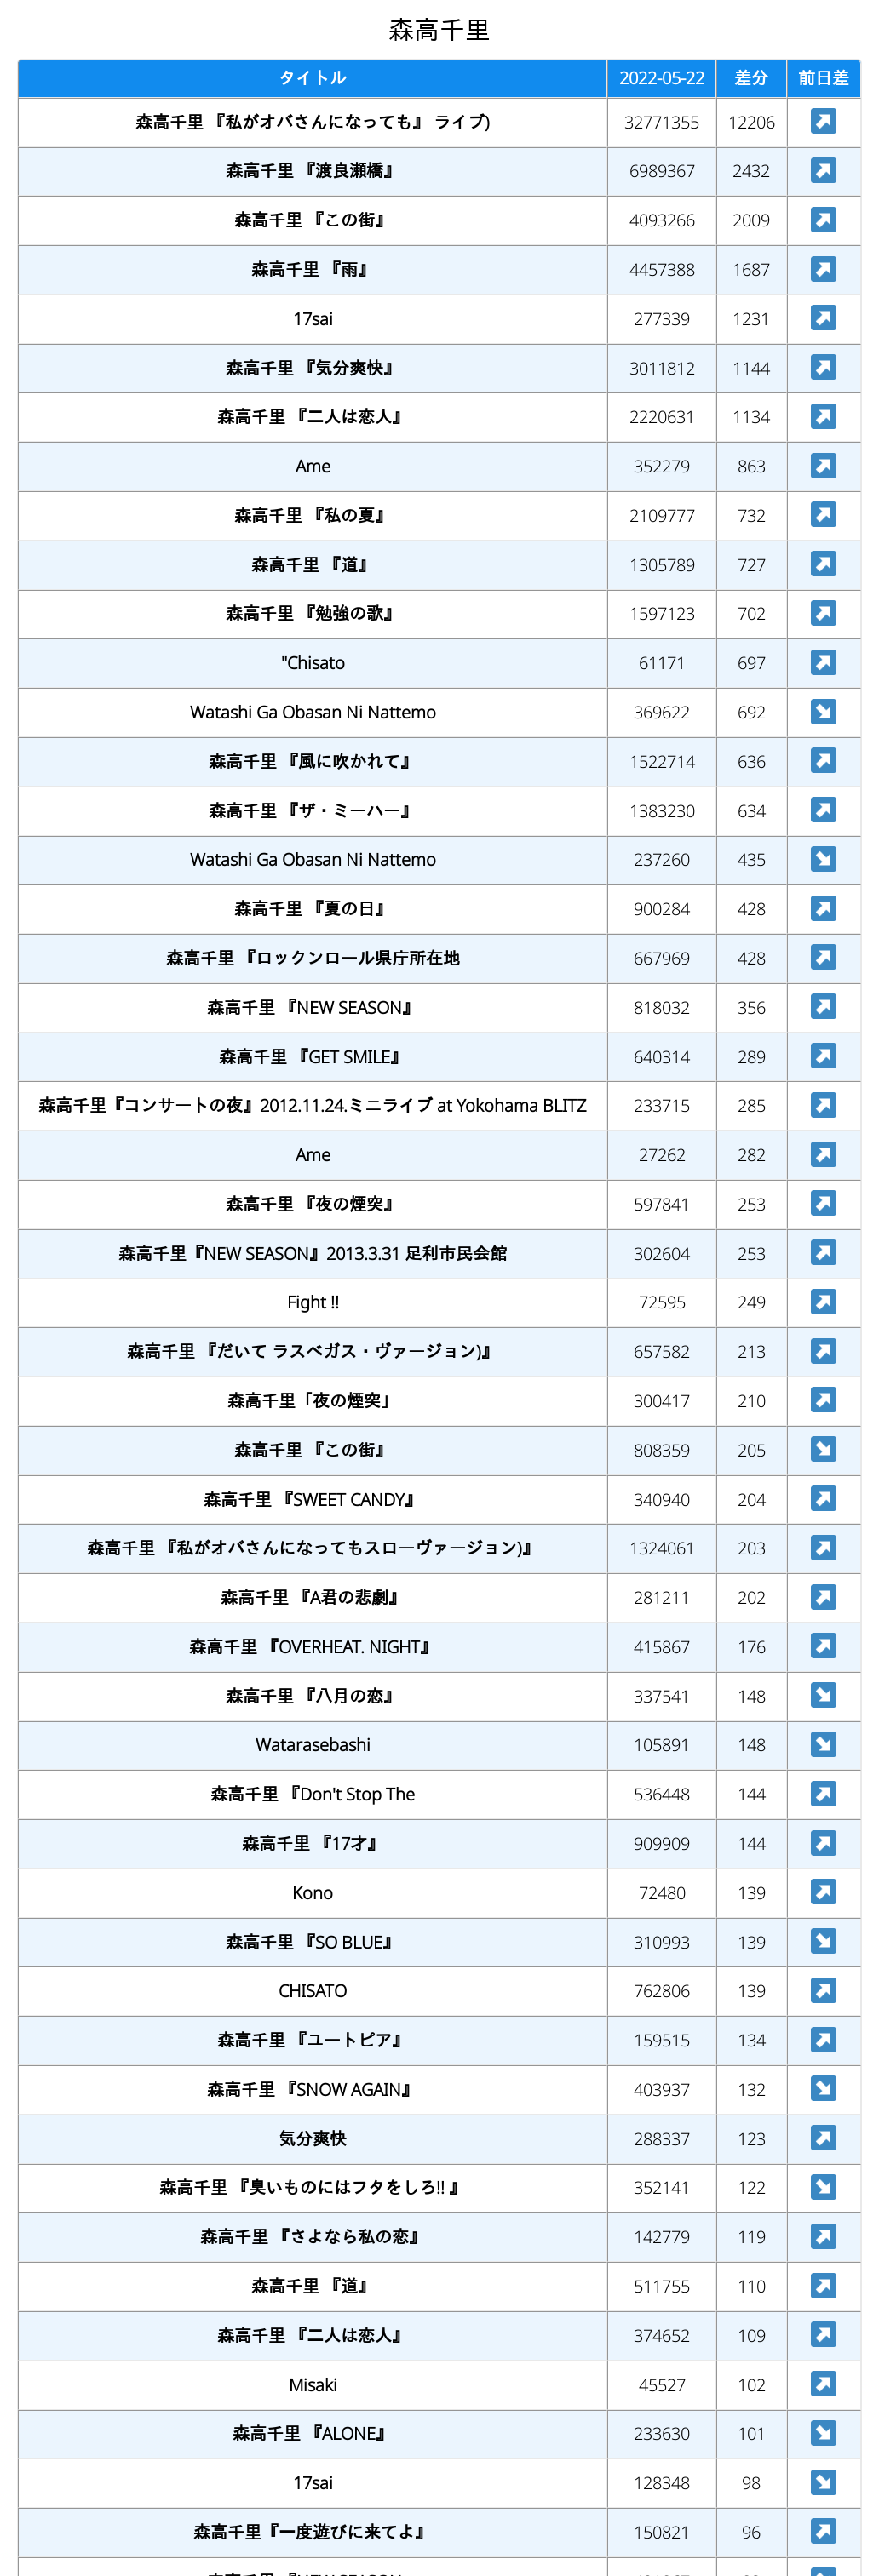 森高千里
タイトル 2022-05-22 差分 前日差
森高千里 『私がオバさんになっても』 ライブ) 32771355 12206
森高千里 『渡良瀬橋』 6989367 2432
森高千里 『この街』 4093266 2009
森高千里 『雨』 4457388 1687
17sai 277339 1231
森高千里 『気分爽快』 3011812 1144
森高千里 『二人は恋人』 2220631 1134
Ame 352279 863
森高千里 『私の夏』 2109777 732
森高千里 『道』 1305789 727
森高千里 『勉強の歌』 1597123 702
"Chisato 61171 697
Watashi Ga Obasan Ni Nattemo 369622 692
森高千里 『風に吹かれて』 1522714 636
森高千里 『ザ・ミーハー』 1383230 634
Watashi Ga Obasan Ni Nattemo 237260 435
森高千里 『夏の日』 900284 428
森高千里 『ロックンロール県庁所在地 667969 428
森高千里 『NEW SEASON』 818032 356
森高千里 『GET SMILE』 640314 289
森高千里『コンサートの夜』2012.11.24.ミニライブ at Yokohama BLITZ 233715 285
Ame 27262 282
森高千里 『夜の煙突』 597841 253
森高千里『NEW SEASON』2013.3.31 足利市民会館 302604 253
Fight !! 72595 249
森高千里 『だいて ラスベガス・ヴァージョン)』 657582 213
森高千里「夜の煙突」 300417 210
森高千里 『この街』 808359 205
森高千里 『SWEET CANDY』 340940 204
森高千里 『私がオバさんになってもスローヴァージョン)』 1324061 203
森高千里 『A君の悲劇』 281211 202
森高千里 『OVERHEAT. NIGHT』 415867 176
森高千里 『八月の恋』 337541 148
Watarasebashi 105891 148
森高千里 『Don't Stop The 536448 144
森高千里 『17才』 909909 144
Kono 72480 139
森高千里 『SO BLUE』 310993 139
CHISATO 762806 139
森高千里 『ユートピア』 159515 134
森高千里 『SNOW AGAIN』 403937 132
気分爽快 288337 123
森高千里 『臭いものにはフタをしろ!! 』 352141 122
森高千里 『さよなら私の恋』 142779 119
森高千里 『道』 511755 110
森高千里 『二人は恋人』 374652 109
Misaki 45527 102
森高千里 『ALONE』 233630 101
17sai 128348 98
森高千里『一度遊びに来てよ』 150821 96